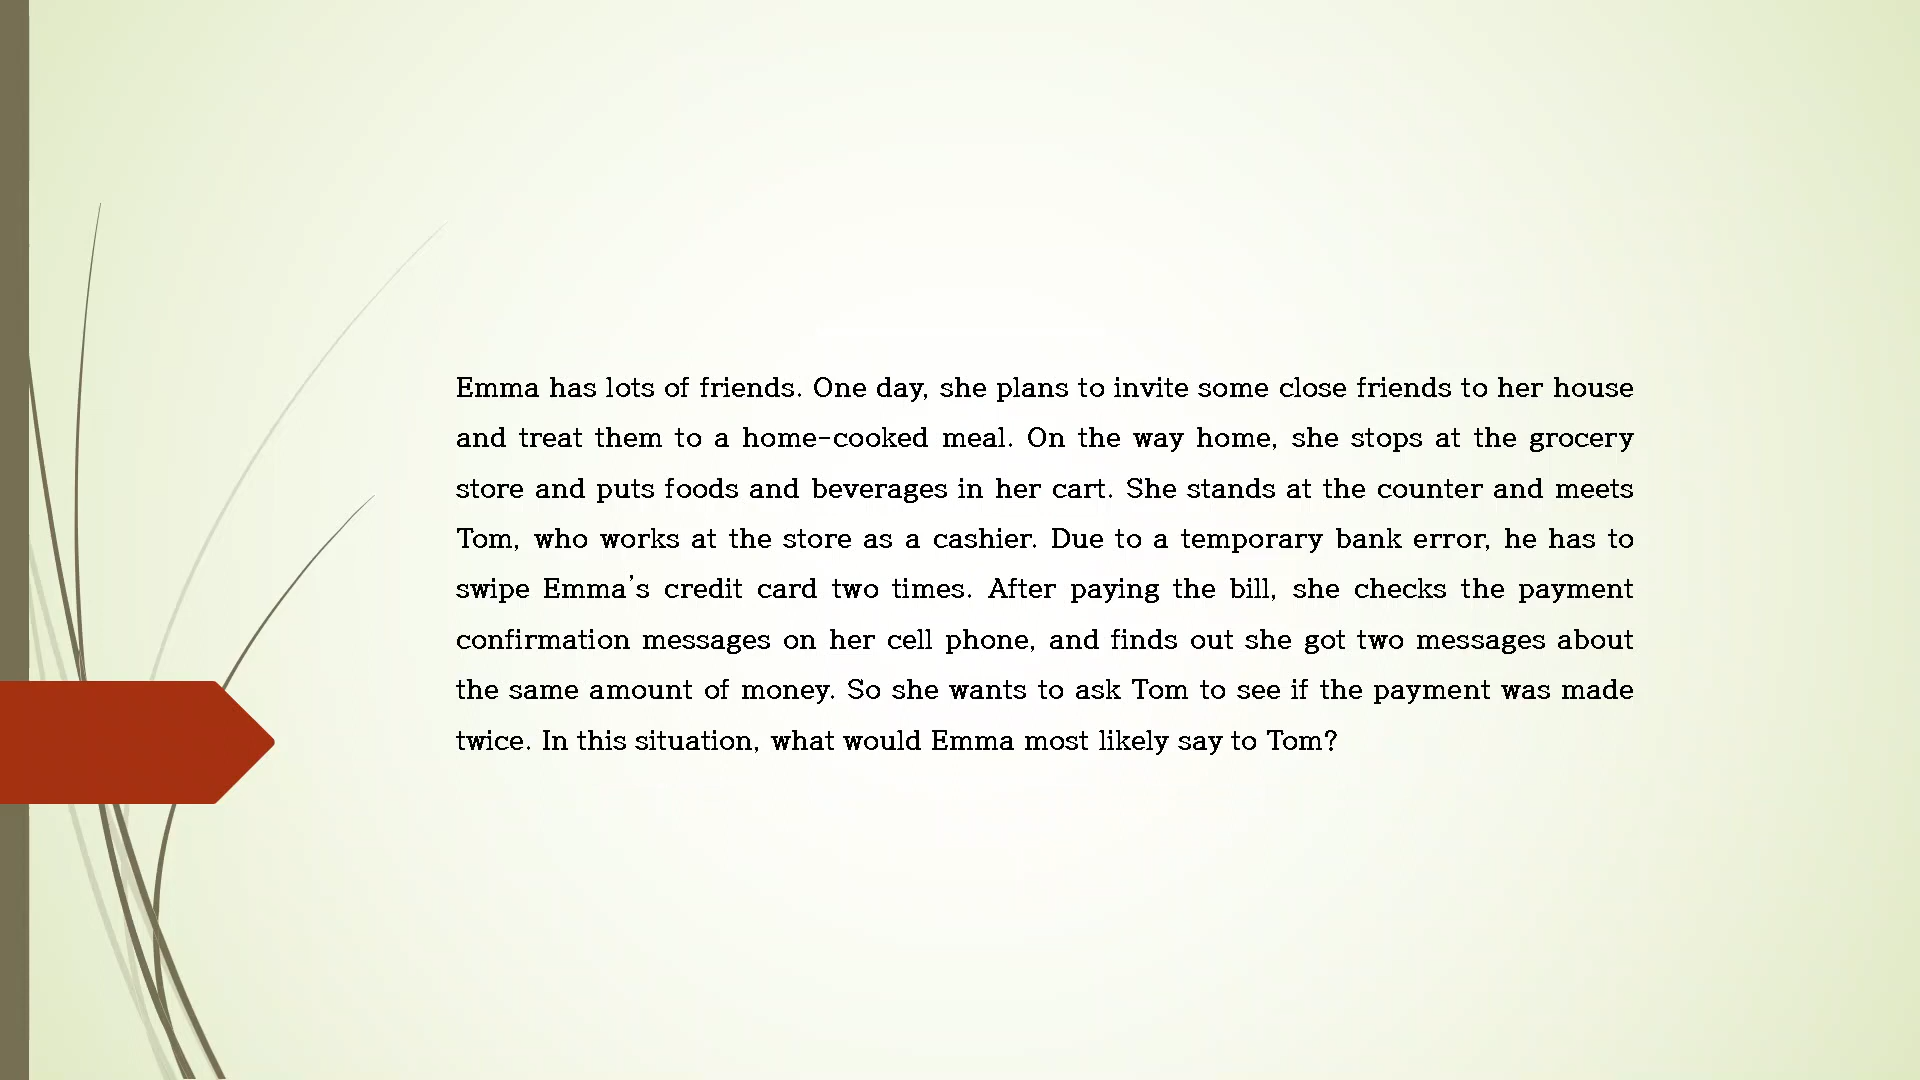 Emma has lots of friends. One day, she plans to invite some close friends to her house
and treat them to a home-cooked meal. On the way home, she stops at the grocery
store and puts foods and beverages in her cart. She stands at the counter and meets
Tom, who works at the store as a cashier. Due to a temporary bank error, he has to
swipe Emma's credit card two times. After paying the bill, she checks the payment
confirmation messages on her cell phone, and finds out she got two messages about
the same amount of money. So she wants to ask Tom to see if the payment was made
twice. In this situation, what would Emma most likely say to Tom?